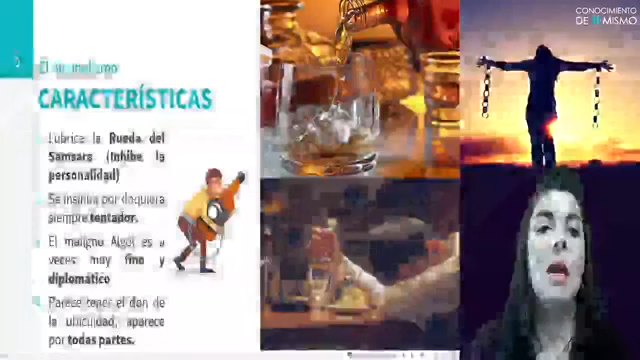 CONOCIMIENTO
DE TI MISMO
El
CARACTERÍSTICAS
Lubrica la Rueda del
Samsara (Inhibe la
personalidad)
Se insinúa por doquiera
siempre tentador.
El maligno Algol es a
veces muy fino y
diplomático
Parece tener el don de
la ubicuidad, aparece
por todas partes.